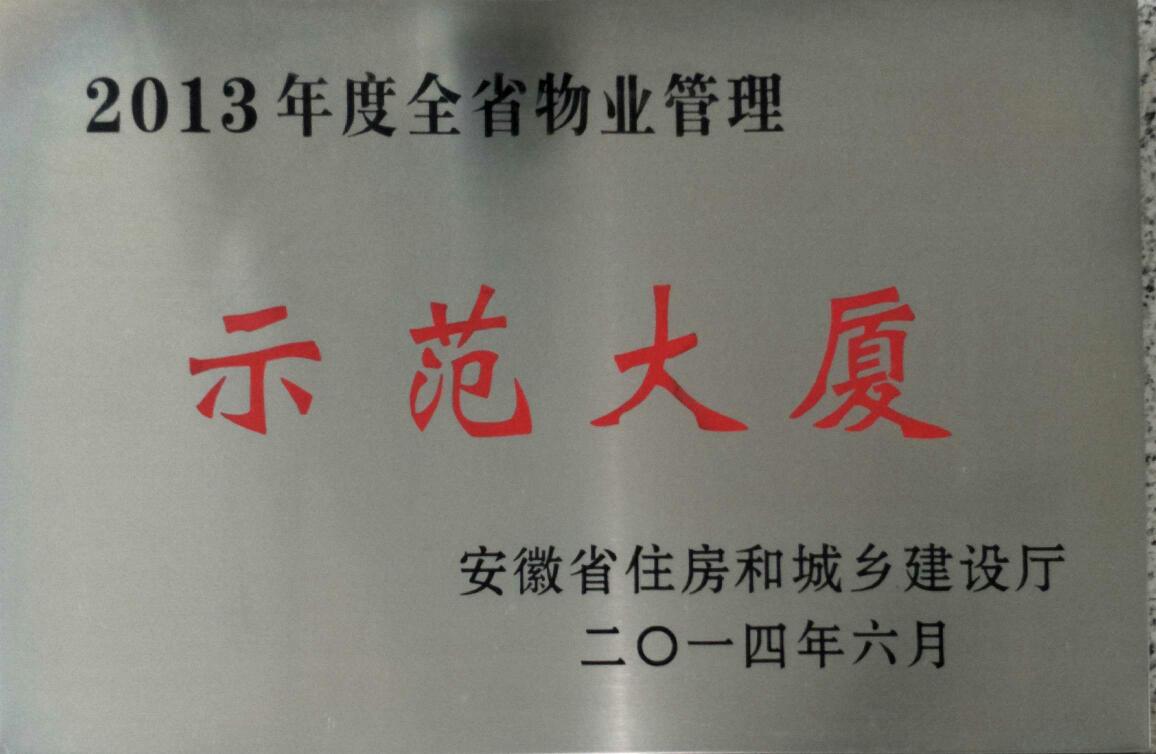 2013年度全省物业管理
示范大厦
安徽省住房和城乡建设厅
二〇一四年六月